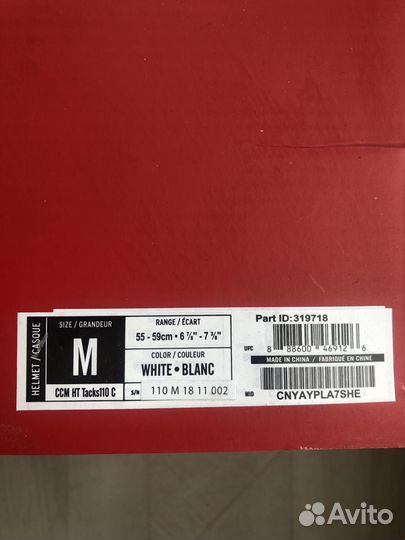 HELMET / CASQUE
SIZE / GRANDEUR
M
CCM HT Tacks110 C
RANGE / ÉCART
55 - 59cm • 6 ⅞" - 7 ⅜"
COLOR / COULEUR
WHITE • BLANC
S/N 110 M 18 11 002
Part ID:319718
UPC 8 88600 46912 6
MADE IN CHINA / FABRIQUÉ EN CHINE
MID CNYAYPLA7SHE
Avito